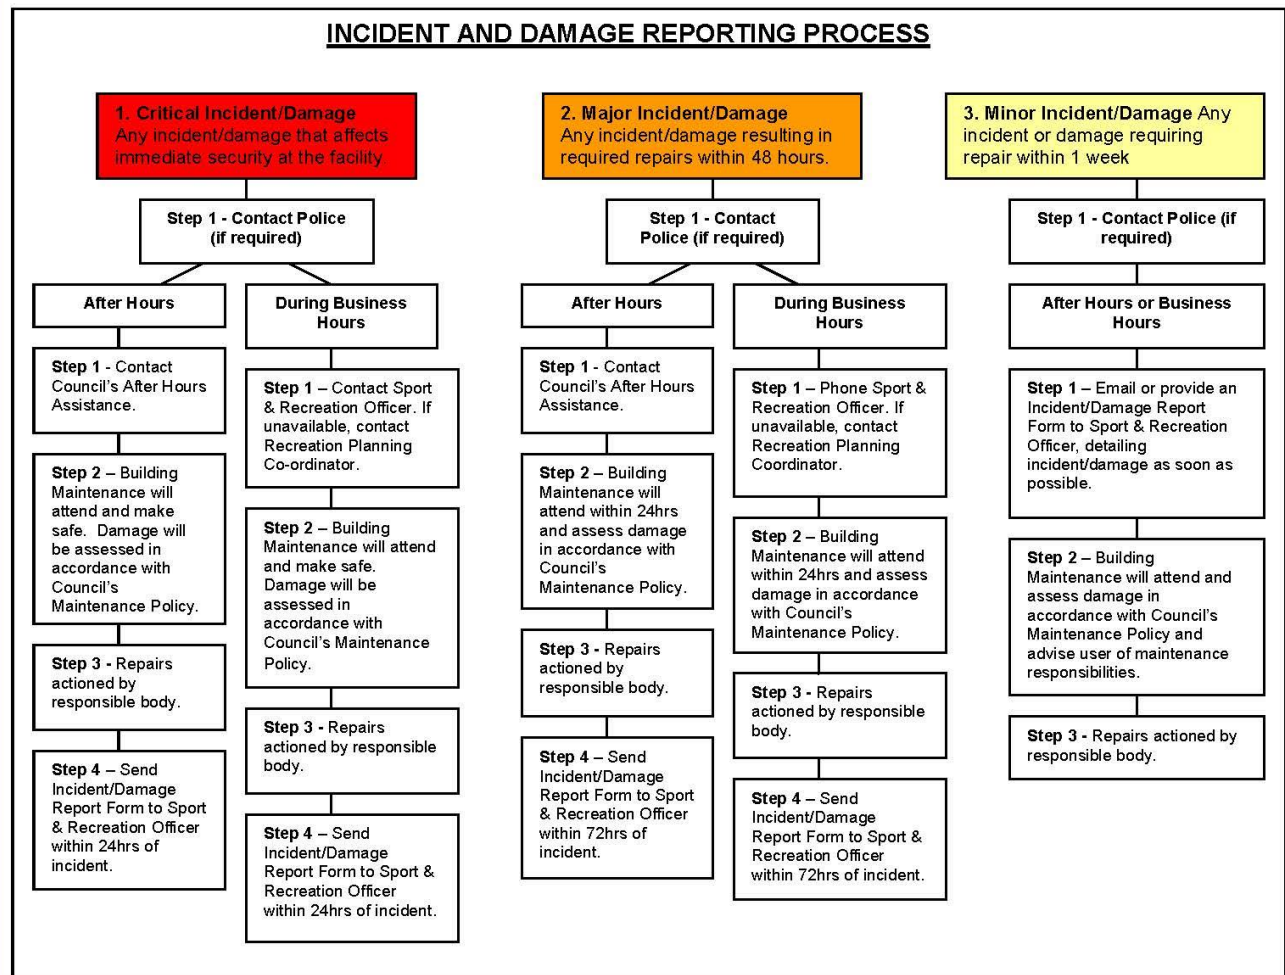 INCIDENT AND DAMAGE REPORTING PROCESS
1. Critical Incident/Damage
Any incident/damage that affects
immediate security at the facility.
Step 1 - Contact Police
(if required)
After Hours
Step 1 - Contact
Council's After Hours
Assistance.
Step 2 – Building
Maintenance will
attend and make
safe. Damage will
be assessed in
accordance with
Council's
Maintenance Policy.
Step 3 - Repairs
actioned by
responsible body.
Step 4 – Send
Incident/Damage
Report Form to Sport
& Recreation Officer
within 24hrs of
incident.
During Business
Hours
Step 1 – Contact Sport
& Recreation Officer. If
unavailable, contact
Recreation Planning
Co-ordinator.
Step 2 – Building
Maintenance will attend
and make safe.
Damage will be
assessed in
accordance with
Council's Maintenance
Policy.
Step 3 - Repairs
actioned by responsible
body.
Step 4 – Send
Incident/Damage
Report Form to Sport &
Recreation Officer
within 24hrs of incident.
2. Major Incident/Damage
Any incident/damage resulting in
required repairs within 48 hours.
Step 1 - Contact
Police (if required)
After Hours
Step 1 - Contact
Council's After Hours
Assistance.
Step 2 – Building
Maintenance will
attend within 24hrs
and assess damage
in accordance with
Council's
Maintenance Policy.
Step 3 - Repairs
actioned by
responsible body.
Step 4 – Send
Incident/Damage
Report Form to Sport
& Recreation Officer
within 72hrs of
incident.
During Business
Hours
Step 1 – Phone Sport &
Recreation Officer. If
unavailable, contact
Recreation Planning
Coordinator.
Step 2 – Building
Maintenance will attend
within 24hrs and assess
damage in accordance
with Council's
Maintenance Policy.
Step 3 - Repairs
actioned by responsible
body.
Step 4 – Send
Incident/Damage
Report Form to Sport &
Recreation Officer
within 72hrs of incident.
3. Minor Incident/Damage Any
incident or damage requiring
repair within 1 week
Step 1 - Contact Police (if
required)
After Hours or Business
Hours
Step 1 – Email or provide an
Incident/Damage Report
Form to Sport & Recreation
Officer, detailing
incident/damage as soon as
possible.
Step 2 – Building
Maintenance will attend and
assess damage in
accordance with Council's
Maintenance Policy and
advise user of maintenance
responsibilities.
Step 3 - Repairs actioned by
responsible body.